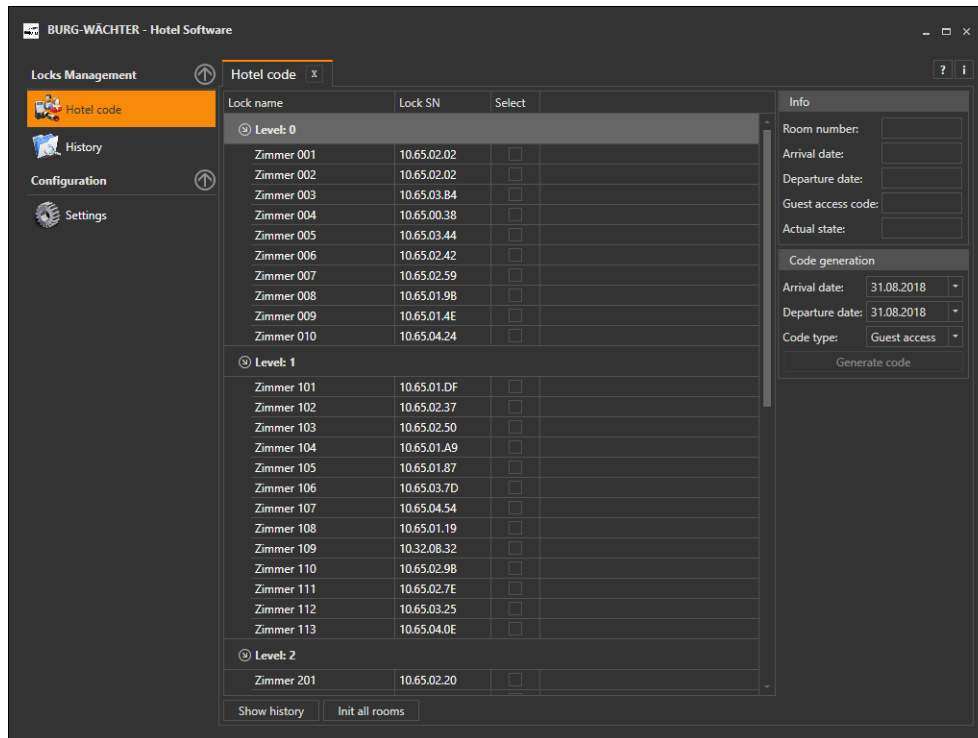 BURG-WÄCHTER - Hotel Software
Locks Management
Hotel code
History
Configuration
Settings
Hotel code x
? i
Lock name Lock SN Select
Level: 0
Zimmer 001 10.65.02.02
Zimmer 002 10.65.02.02
Zimmer 003 10.65.03.B4
Zimmer 004 10.65.00.38
Zimmer 005 10.65.03.44
Zimmer 006 10.65.02.42
Zimmer 007 10.65.02.59
Zimmer 008 10.65.01.9B
Zimmer 009 10.65.01.4E
Zimmer 010 10.65.04.24
Level: 1
Zimmer 101 10.65.01.DF
Zimmer 102 10.65.02.37
Zimmer 103 10.65.02.50
Zimmer 104 10.65.01.A9
Zimmer 105 10.65.01.87
Zimmer 106 10.65.03.7D
Zimmer 107 10.65.04.54
Zimmer 108 10.65.01.19
Zimmer 109 10.32.0B.32
Zimmer 110 10.65.02.9B
Zimmer 111 10.65.02.7E
Zimmer 112 10.65.03.25
Zimmer 113 10.65.04.0E
Level: 2
Zimmer 201 10.65.02.20
Show history Init all rooms
Info
Room number:
Arrival date:
Departure date:
Guest access code:
Actual state:
Code generation
Arrival date: 31.08.2018
Departure date: 31.08.2018
Code type: Guest access
Generate code